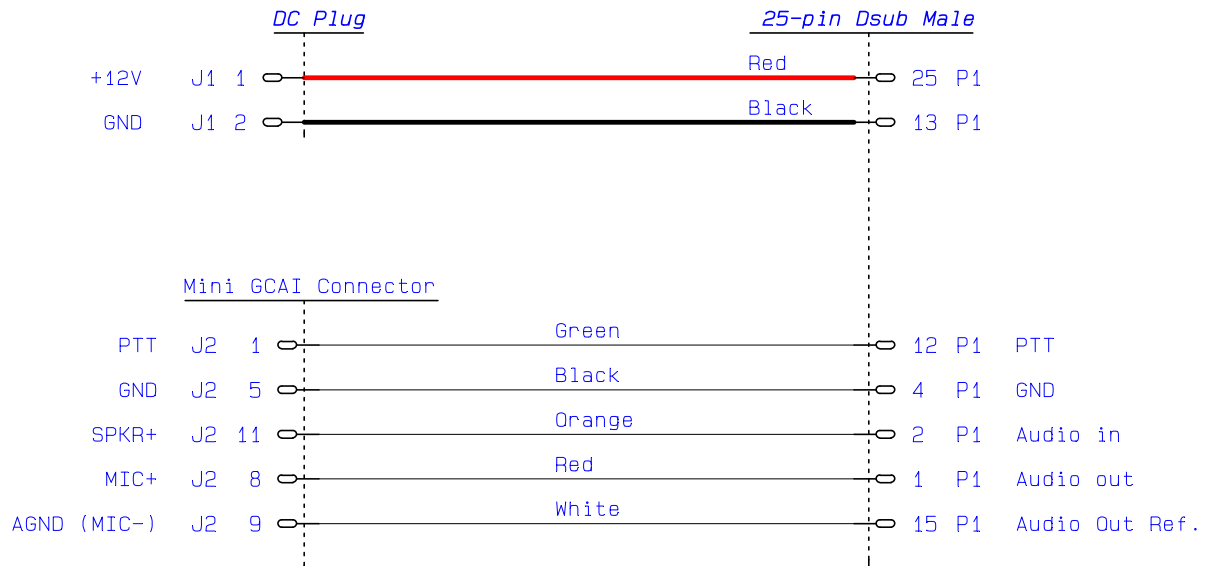 DC Plug 25-pin Dsub Male
Red
+12V J1 1 25 P1
Black
GND J1 2 13 P1
Mini GCAI Connector
Green
PTT J2 1 12 P1 PTT
Black
GND J2 5 4 P1 GND
Orange
SPKR+ J2 11 2 P1 Audio in
Red
MIC+ J2 8 1 P1 Audio out
White
AGND (MIC-) J2 9 15 P1 Audio Out Ref.